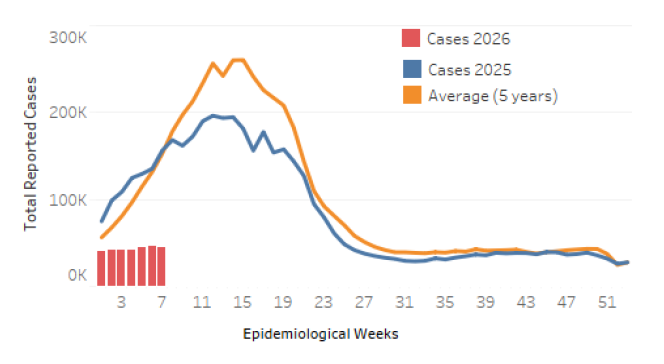 300K
Cases 2026
Cases 2025
Average (5 years)
200K
Total Reported Cases
100K
0K
3 7 11 15 19 23 27 31 35 39 43 47 51
Epidemiological Weeks